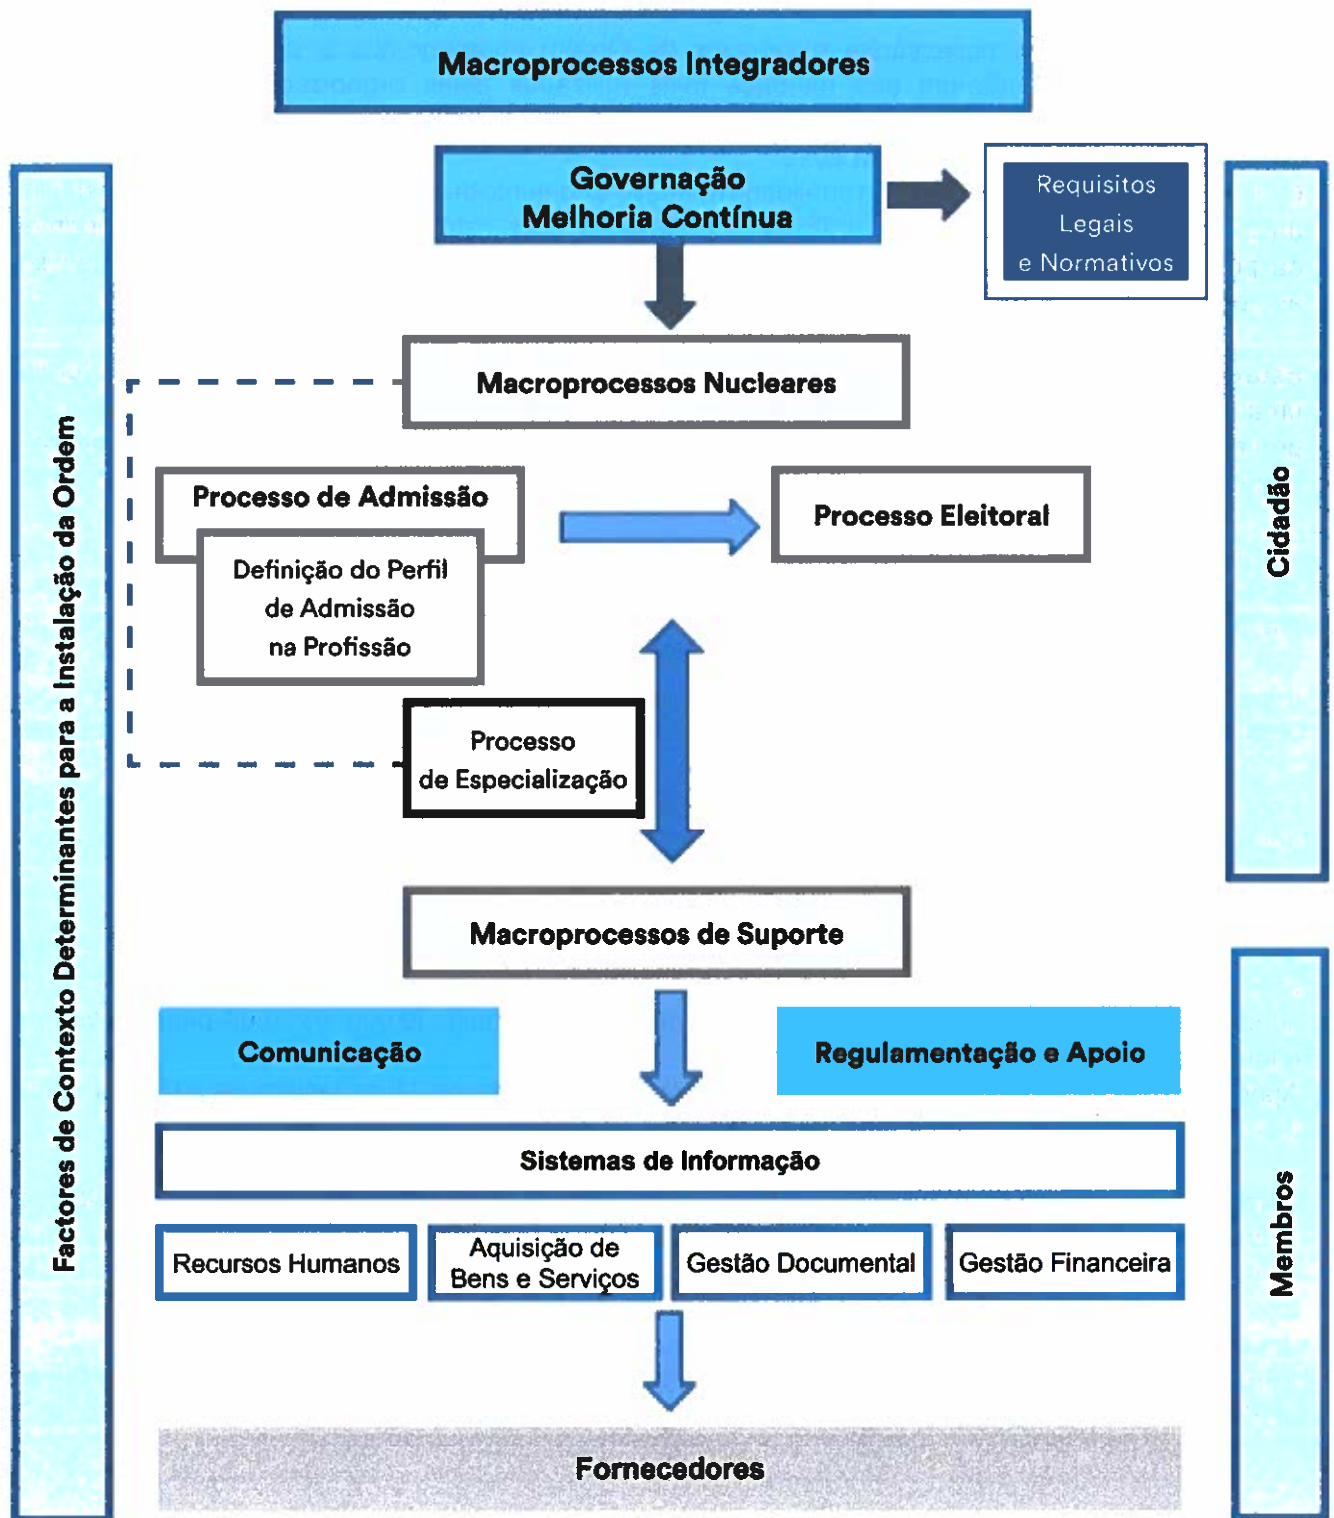 Macroprocessos Integradores
Governação
Melhoria Contínua
Requisitos
Legais
e Normativos
Factores de Contexto Determinantes para a Instalação da Ordem
Cidadão
Macroprocessos Nucleares
Processo de Admissão
Processo Eleitoral
Definição do Perfil
de Admissão
na Profissão
Processo
de Especialização
Macroprocessos de Suporte
Comunicação
Regulamentação e Apoio
Sistemas de Informação
Membros
Recursos Humanos
Aquisição de
Bens e Serviços
Gestão Documental
Gestão Financeira
Fornecedores